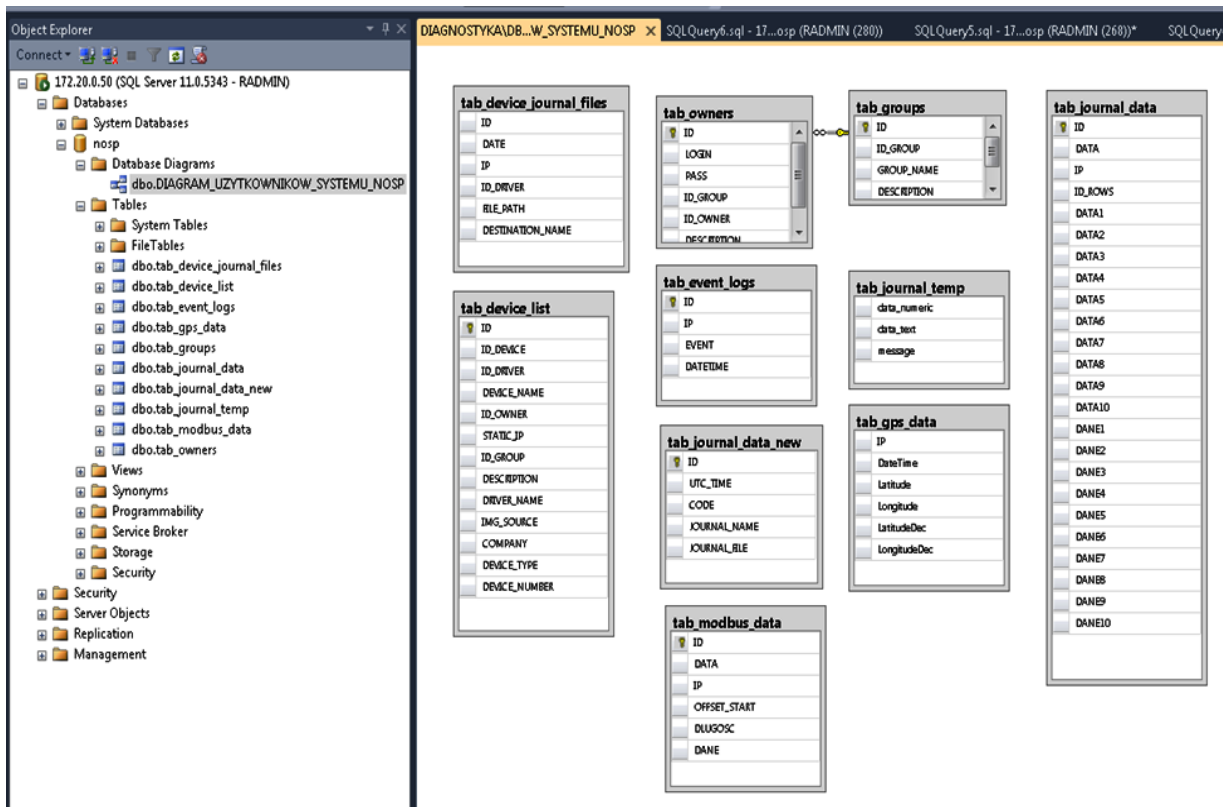 Object Explorer
Connect
172.20.0.50 (SQL Server 11.0.5343 - RADMIN)
Databases
System Databases
nosp
Database Diagrams
dbo.DIAGRAM_UZYTKOWNIKOW_SYSTEMU_NOSP
Tables
System Tables
FileTables
dbo.tab_device_journal_files
dbo.tab_device_list
dbo.tab_event_logs
dbo.tab_gps_data
dbo.tab_groups
dbo.tab_journal_data
dbo.tab_journal_data_new
dbo.tab_journal_temp
dbo.tab_modbus_data
dbo.tab_owners
Views
Synonyms
Programmability
Service Broker
Storage
Security
Security
Server Objects
Replication
Management
DIAGNOSTYKA\DB...W_SYSTEMU_NOSP
SQLQuery6.sql - 17...osp (RADMIN (280))
SQLQuery5.sql - 17...osp (RADMIN (268))*
SQLQuery
tab_device_journal_files
ID
DATE
IP
ID_DRIVER
FILE_PATH
DESTINATION_NAME
tab_device_list
ID
ID_DEVICE
ID_DRIVER
DEVICE_NAME
ID_OWNER
STATIC_IP
ID_GROUP
DESCRIPTION
DRIVER_NAME
IMG_SOURCE
COMPANY
DEVICE_TYPE
DEVICE_NUMBER
tab_owners
ID
LOGIN
PASS
ID_GROUP
ID_OWNER
DESCRIPTION
tab_event_logs
ID
IP
EVENT
DATETIME
tab_journal_data_new
ID
UTC_TIME
CODE
JOURNAL_NAME
JOURNAL_FILE
tab_modbus_data
ID
DATA
IP
OFFSET_START
DLUGOSC
DANE
tab_groups
ID
ID_GROUP
GROUP_NAME
DESCRIPTION
tab_journal_temp
data_numeric
data_text
message
tab_gps_data
IP
DateTime
Latitude
Longitude
LatitudeDec
LongitudeDec
tab_journal_data
ID
DATA
IP
ID_ROWS
DATA1
DATA2
DATA3
DATA4
DATA5
DATA6
DATA7
DATA8
DATA9
DATA10
DANE1
DANE2
DANE3
DANE4
DANE5
DANE6
DANE7
DANE8
DANE9
DANE10